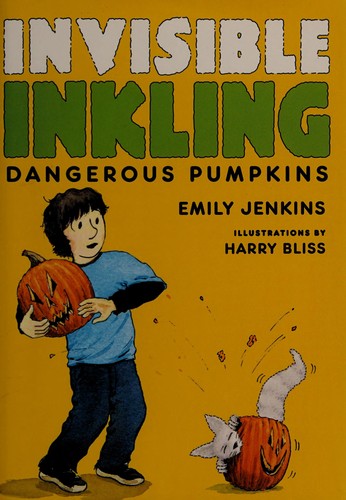 INVISIBLE
INKLING
DANGEROUS PUMPKINS
EMILY JENKINS
ILLUSTRATIONS BY
HARRY BLISS